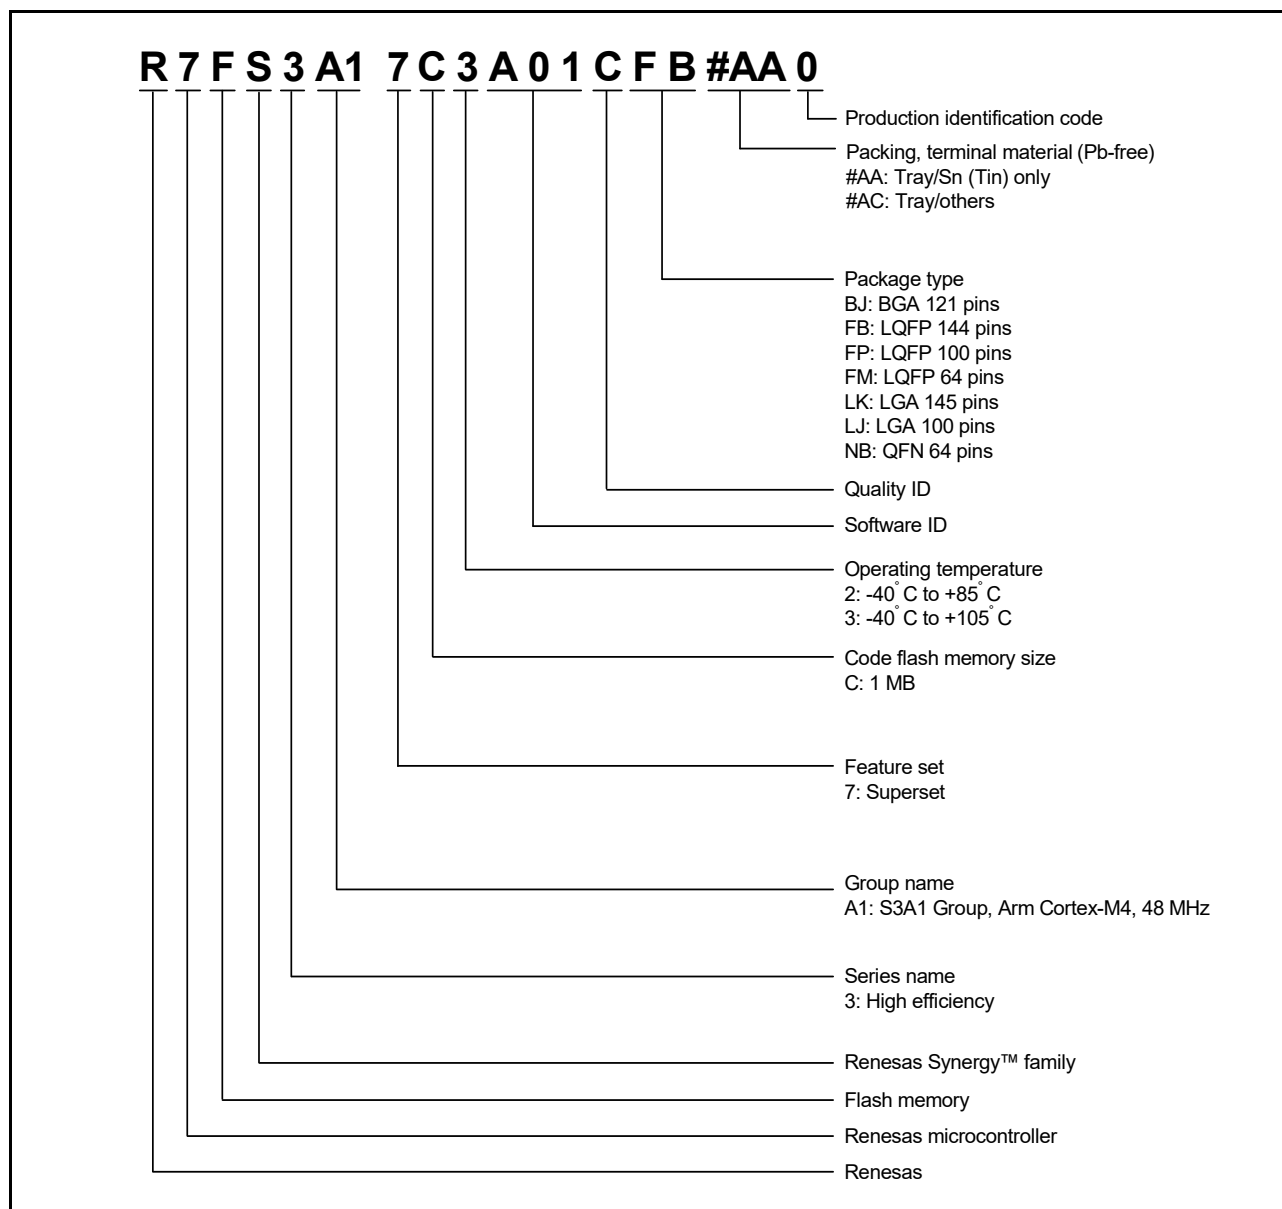 R 7 F S 3 A1 7 C 3 A 0 1 C F B #AA 0
Production identification code
Packing, terminal material (Pb-free)
#AA: Tray/Sn (Tin) only
#AC: Tray/others
Package type
BJ: BGA 121 pins
FB: LQFP 144 pins
FP: LQFP 100 pins
FM: LQFP 64 pins
LK: LGA 145 pins
LJ: LGA 100 pins
NB: QFN 64 pins
Quality ID
Software ID
Operating temperature
2: -40° C to +85° C
3: -40° C to +105° C
Code flash memory size
C: 1 MB
Feature set
7: Superset
Group name
A1: S3A1 Group, Arm Cortex-M4, 48 MHz
Series name
3: High efficiency
Renesas Synergy™ family
Flash memory
Renesas microcontroller
Renesas